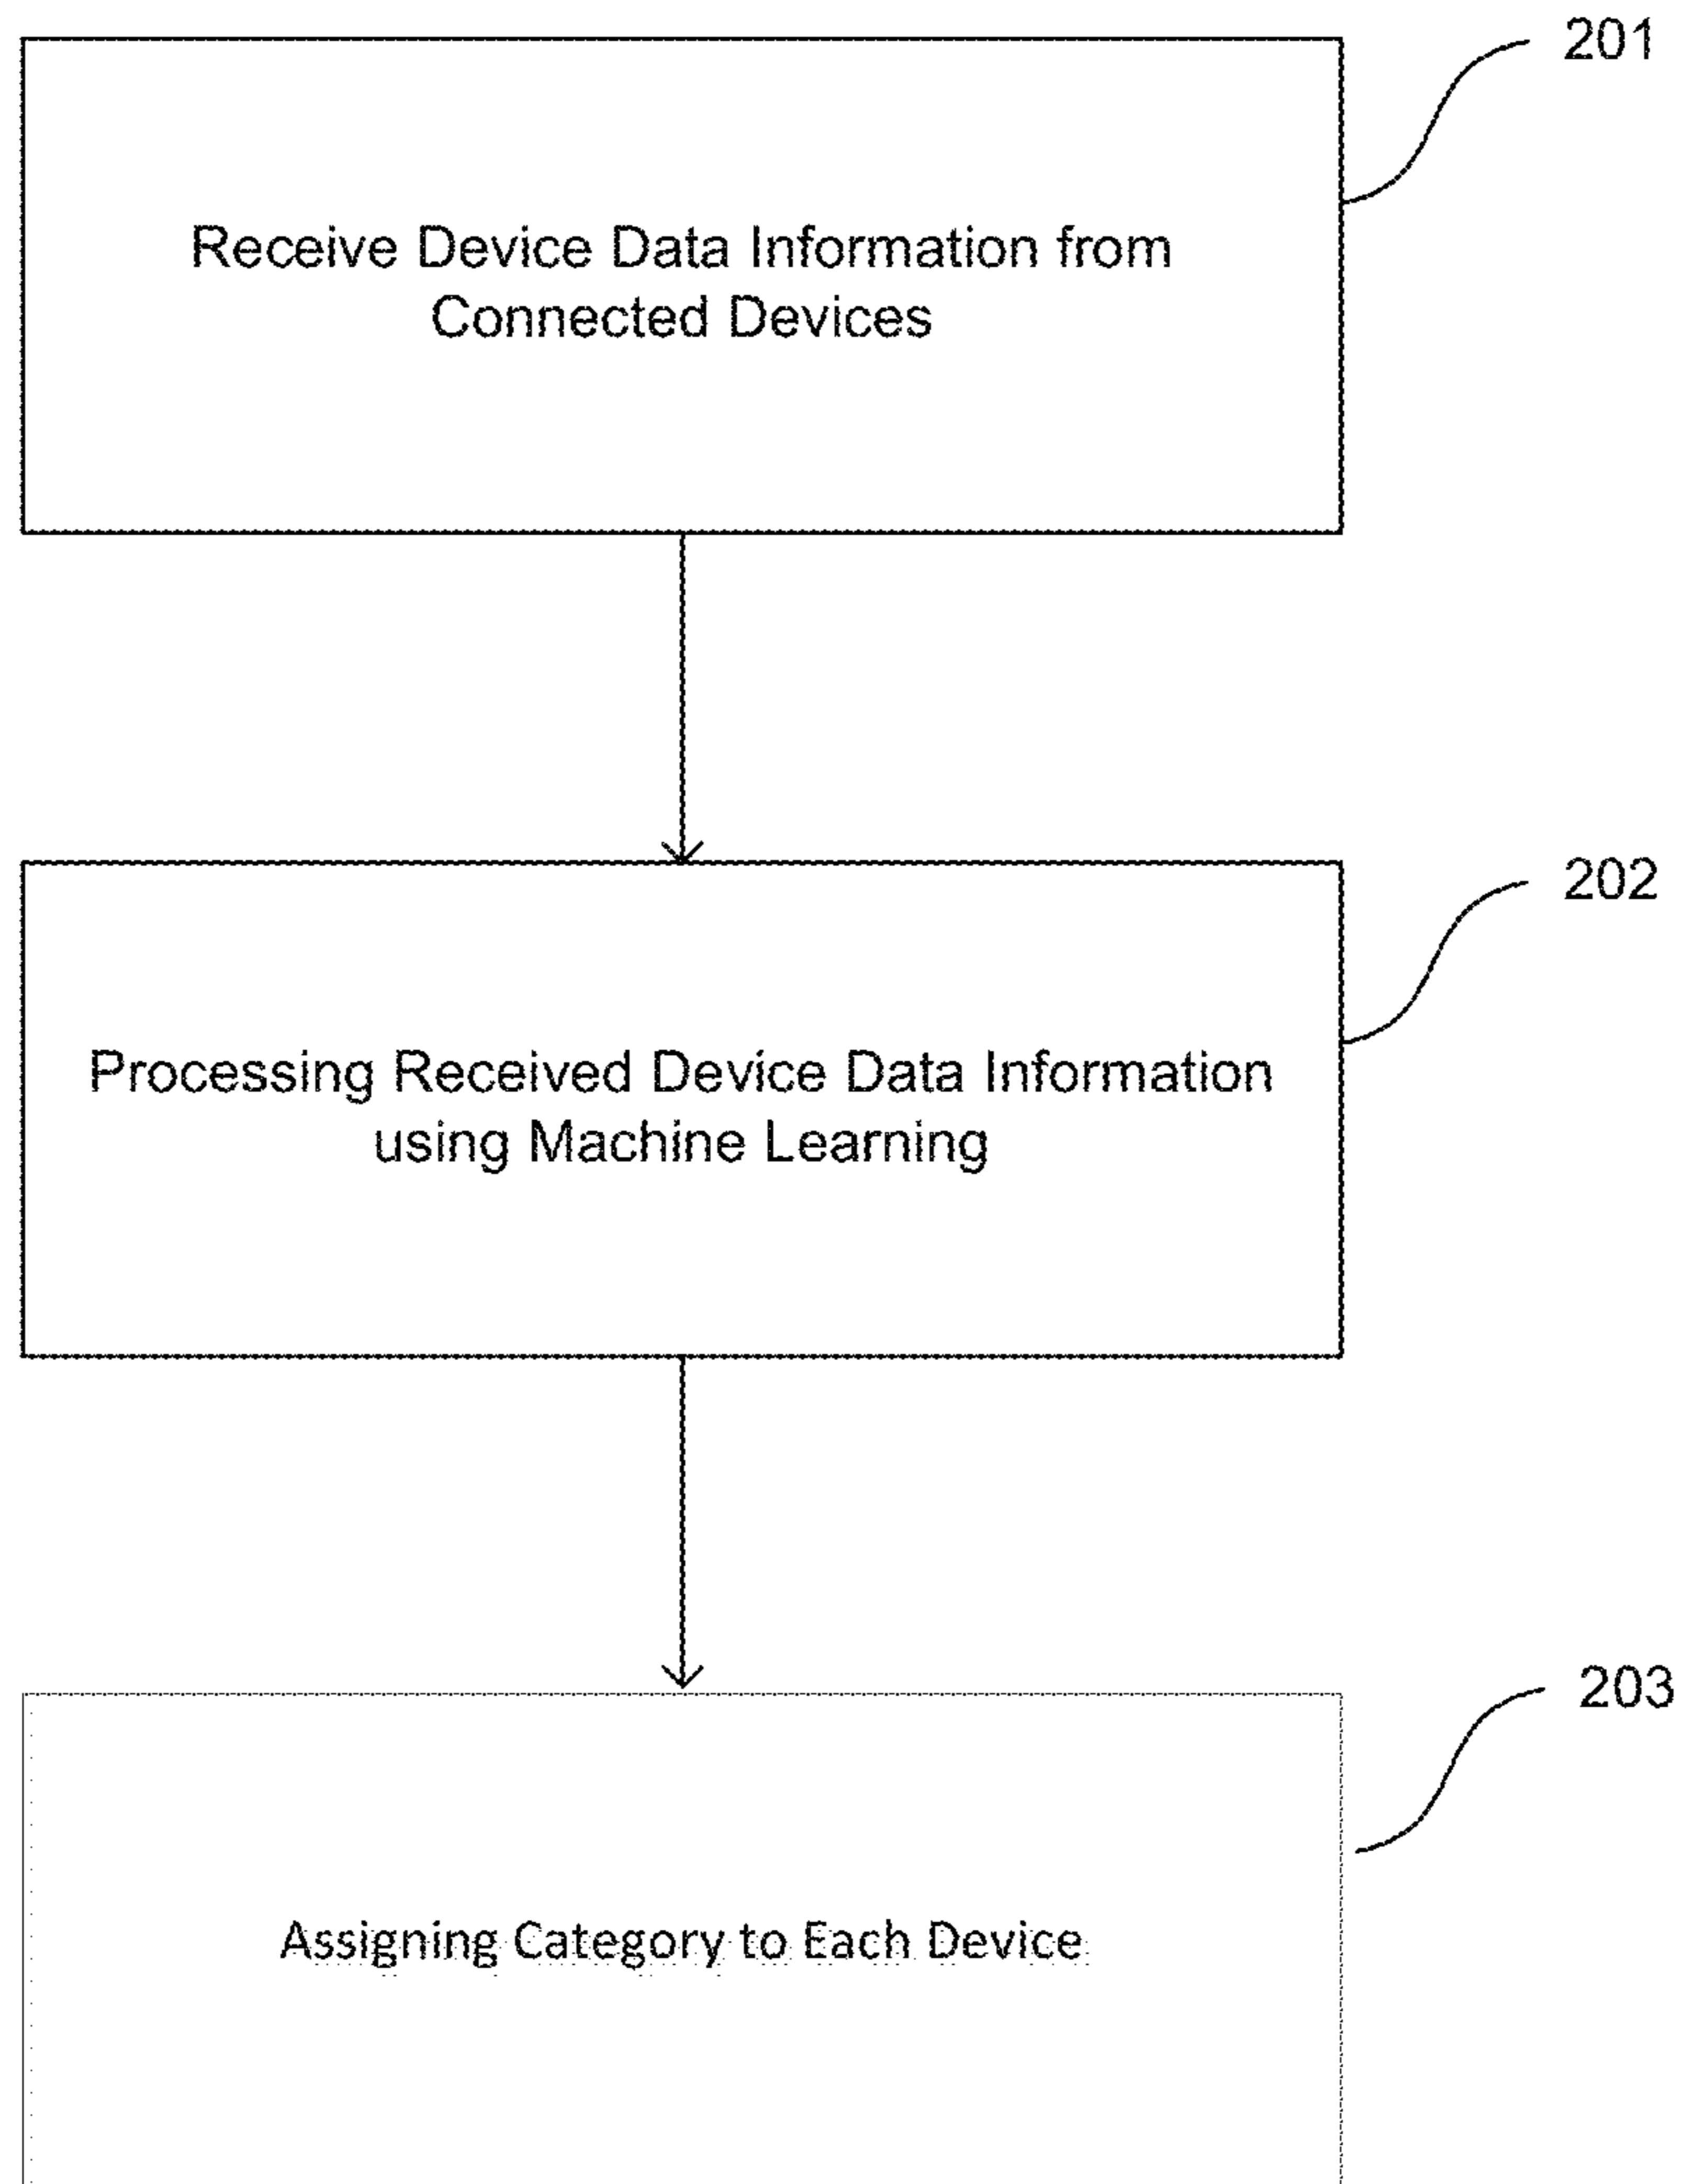 201
Receive Device Data Information from
Connected Devices
202
Processing Received Device Data Information
using Machine Learning
203
Assigning Category to Each Device